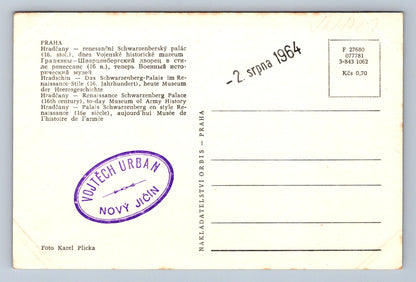 PRAHA
Hradčany — renesanční Schwarzenberský palác
(16. stol.), dnes Vojenské historické museum
Градчаны — Шварцембергский дворец в сти-
ле ренессанс (16 в.), теперь Военный исто-
рический музей
Hradschin — Das Schwarzenberg-Palais im Re-
naissance-Stile (16. Jahrhundert), heute Museum
der Heeresgeschichte
Hradčany — Renaissance Schwarzenberg Palace
(16th century), to-day Museum of Army History
Hradčany — Palais Schwarzenberg en style Re-
naissance (16e siècle), aujourd'hui Musée de
l'histoire de l'armée
- 2. srpna 1964
F 27680
077781
3-843 1062
Kčs 0,70
VOJTĚCH URBAN
NOVÝ JIČÍN
NAKLADATELSTVÍ ORBIS — PRAHA
Foto Karel Plicka